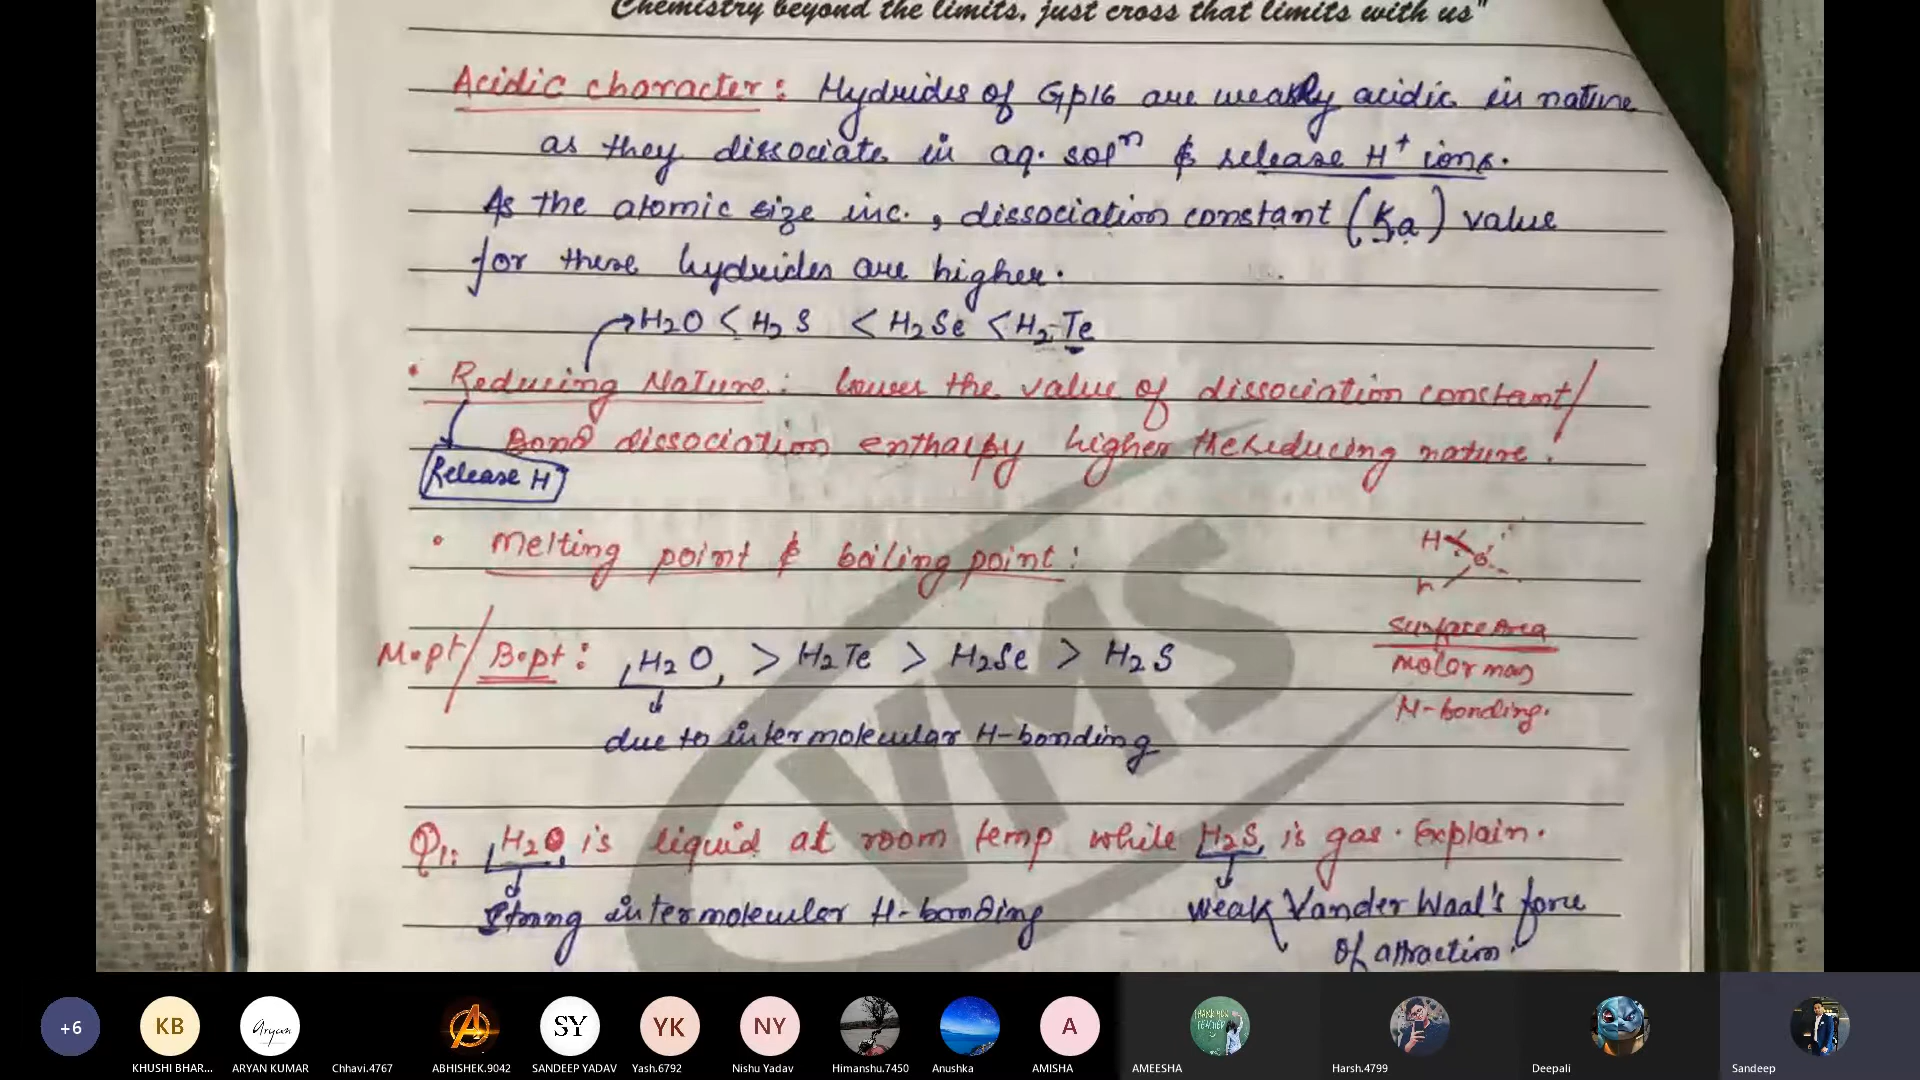 Chemistry beyond the limits, just cross that limits with us"
Acidic character: Hydrides of Gp16 are weakly acidic in nature
as they dissociate in aq. solⁿ & release H⁺ ions.
As the atomic size inc., dissociation constant (Ka) value
for these hydrides are higher.
H₂O < H₂S < H₂Se < H₂Te
• Reducing Nature: lower the value of dissociation constant/
Bond dissociation enthalpy higher the reducing nature.
Release H
• Melting point & boiling point:
H
O
H
Surface Area
Molar mass
H-bonding.
M.pt/B.pt: H₂O > H₂Te > H₂Se > H₂S
due to intermolecular H-bonding
VMS
Q1: H₂O is liquid at room temp while H₂S is gas. Explain.
Strong intermolecular H-bonding
weak Vander Waal's force
of attraction.
+6
KB
Aryan
SY
YK
NY
A
THANK YOU TEACHER
KHUSHI BHAR...
ARYAN KUMAR
Chhavi.4767
ABHISHEK.9042
SANDEEP YADAV
Yash.6792
Nishu Yadav
Himanshu.7450
Anushka
AMISHA
AMEESHA
Harsh.4799
Deepali
Sandeep